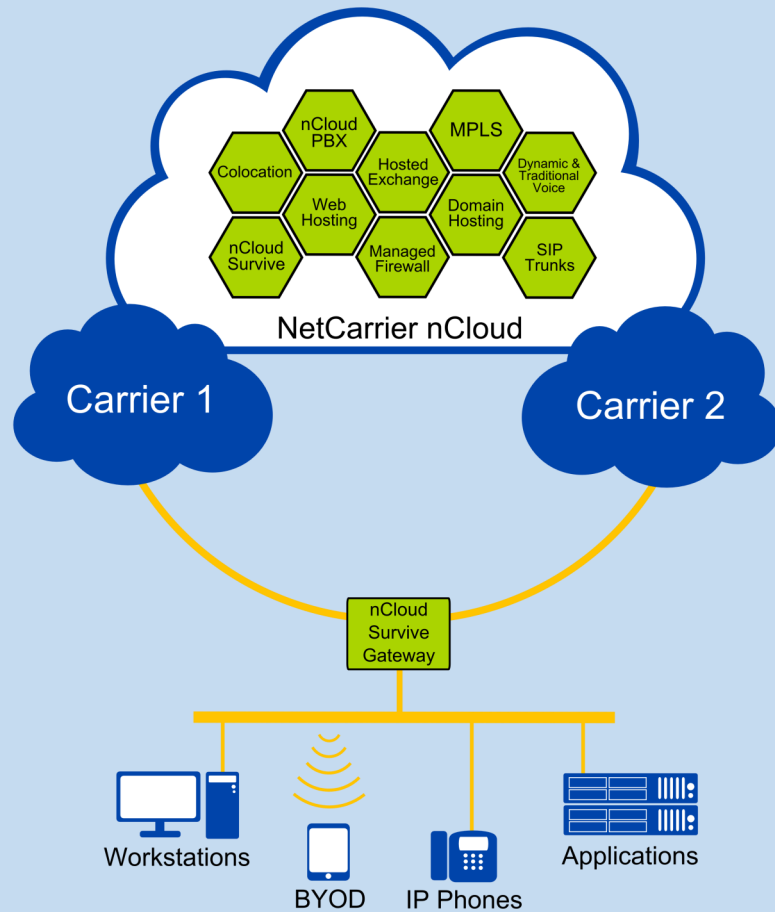 nCloud
PBX
MPLS
Colocation
Hosted
Exchange
Dynamic &
Traditional
Voice
Web
Hosting
Domain
Hosting
nCloud
Survive
Managed
Firewall
SIP
Trunks
NetCarrier nCloud
Carrier 1
Carrier 2
nCloud
Survive
Gateway
Workstations
BYOD
IP Phones
Applications